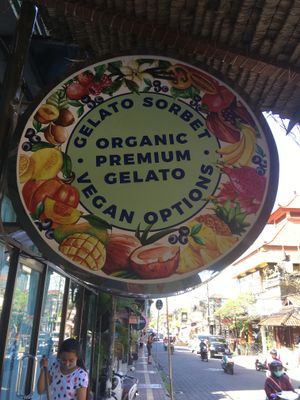 GELATO SORBET
ORGANIC
PREMIUM
GELATO
VEGAN OPTIONS